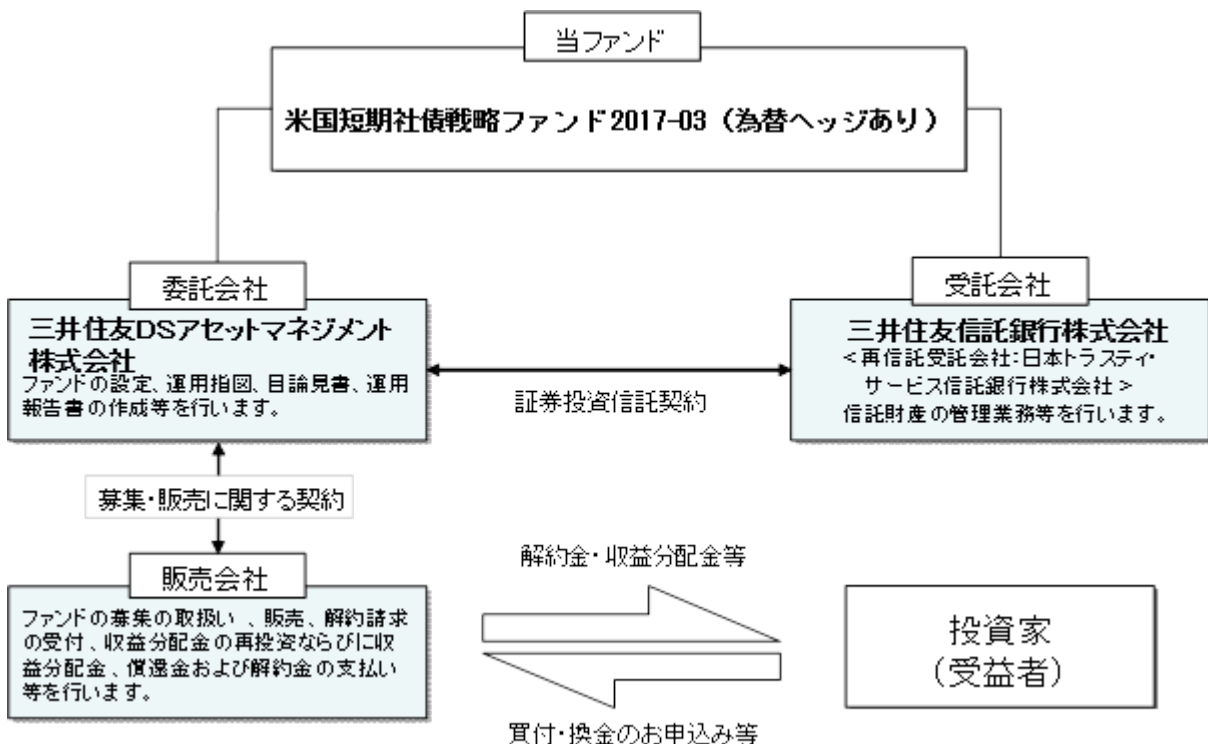 当ファンド
米国短期社債戦略ファンド2017-03（為替ヘッジあり）
委託会社
三井住友DSアセットマネジメント
株式会社
ファンドの設定、運用指図、目論見書、運用
報告書の作成等を行います。
受託会社
三井住友信託銀行株式会社
＜再信託受託会社：日本トラスティ・
サービス信託銀行株式会社＞
信託財産の管理業務等を行います。
証券投資信託契約
募集・販売に関する契約
販売会社
ファンドの募集の取扱い、販売、解約請求
の受付、収益分配金の再投資ならびに収
益分配金、償還金および解約金の支払い
等を行います。
解約金・収益分配金等
買付・換金のお申込み等
投資家
（受益者）